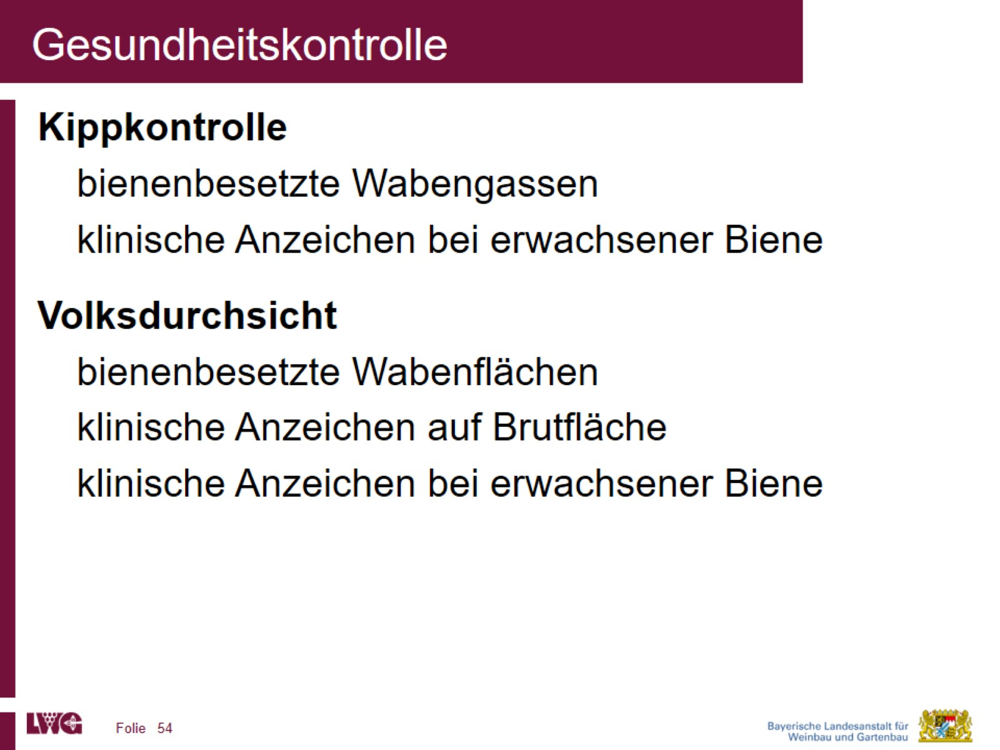 Gesundheitskontrolle
Kippkontrolle
bienenbesetzte Wabengassen
klinische Anzeichen bei erwachsener Biene
Volksdurchsicht
bienenbesetzte Wabenflächen
klinische Anzeichen auf Brutfläche
klinische Anzeichen bei erwachsener Biene
LWG
Folie 54
Bayerische Landesanstalt für
Weinbau und Gartenbau